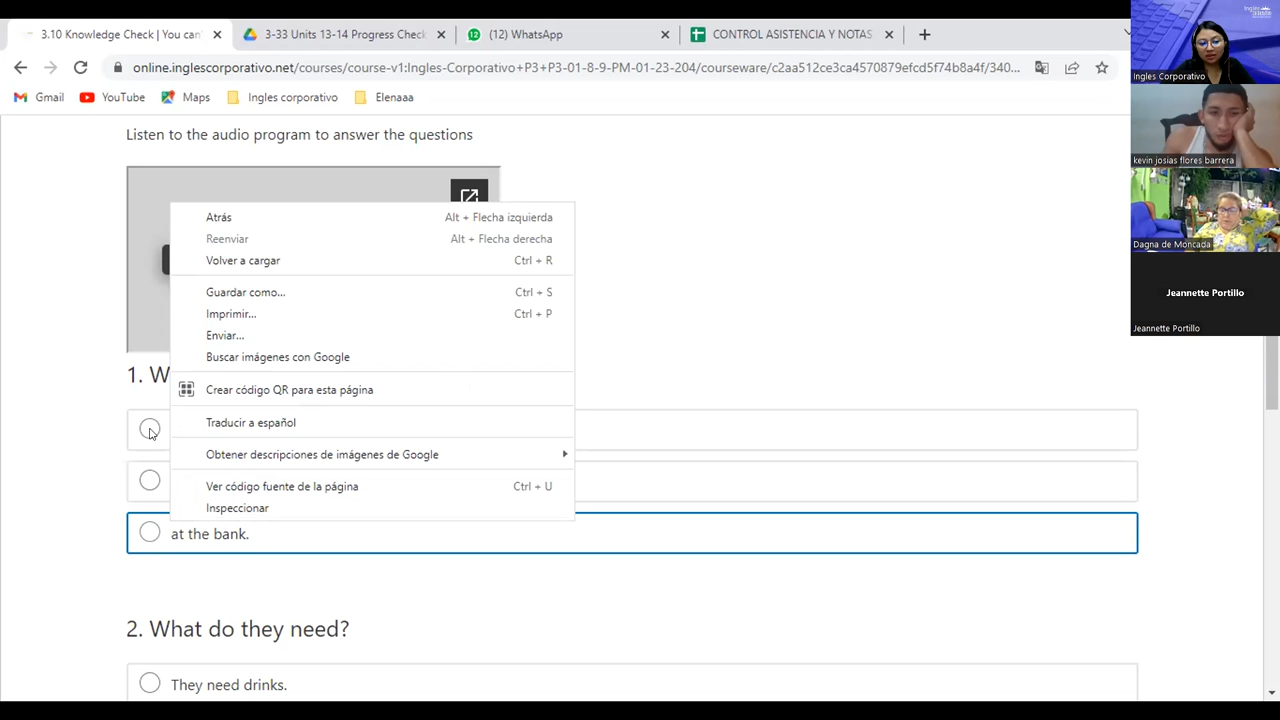 3.10 Knowledge Check | You can'
3-33 Units 13-14 Progress Chec
(12) WhatsApp
CONTROL ASISTENCIA Y NOTAS
online.inglescorporativo.net/courses/course-v1:Ingles-Corporativo+P3+P3-01-8-9-PM-01-23-204/courseware/c2aa512ce3ca4570879efcd5f74b8a4f/340...
Gmail
YouTube
Maps
Ingles corporativo
Elenaaa
Listen to the audio program to answer the questions
Atrás Alt + Flecha izquierda
Reenviar Alt + Flecha derecha
Volver a cargar Ctrl + R
Guardar como... Ctrl + S
Imprimir... Ctrl + P
Enviar...
Buscar imágenes con Google
1. W
Crear código QR para esta página
Traducir a español
Obtener descripciones de imágenes de Google
Ver código fuente de la página Ctrl + U
Inspeccionar
at the bank.
2. What do they need?
They need drinks.
Ingles Corporativo
kevin josias flores barrera
Dagna de Moncada
Jeannette Portillo
Jeannette Portillo